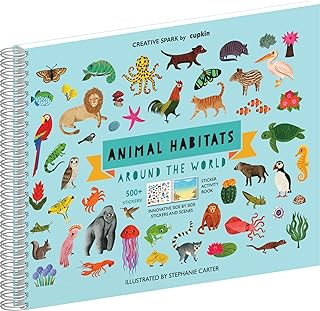 CREATIVE SPARK by cupkin
ANIMAL HABITATS
AROUND THE WORLD
500+
STICKERS!
INNOVATIVE SIDE BY SIDE
STICKERS AND SCENES
STICKER
ACTIVITY
BOOK
ILLUSTRATED BY STEPHANIE CARTER